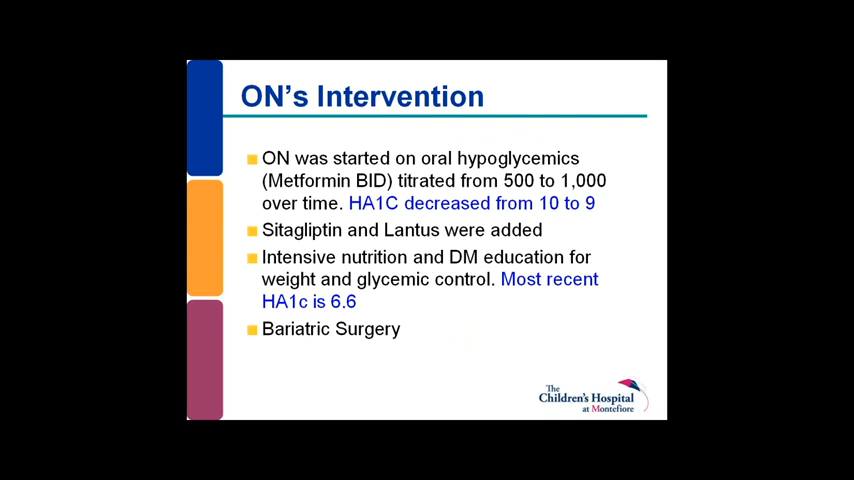 ON's Intervention
ON was started on oral hypoglycemics
(Metformin BID) titrated from 500 to 1,000
over time. HA1C decreased from 10 to 9
Sitagliptin and Lantus were added
Intensive nutrition and DM education for
weight and glycemic control. Most recent
HA1c is 6.6
Bariatric Surgery
The
Children's Hospital
at Montefiore